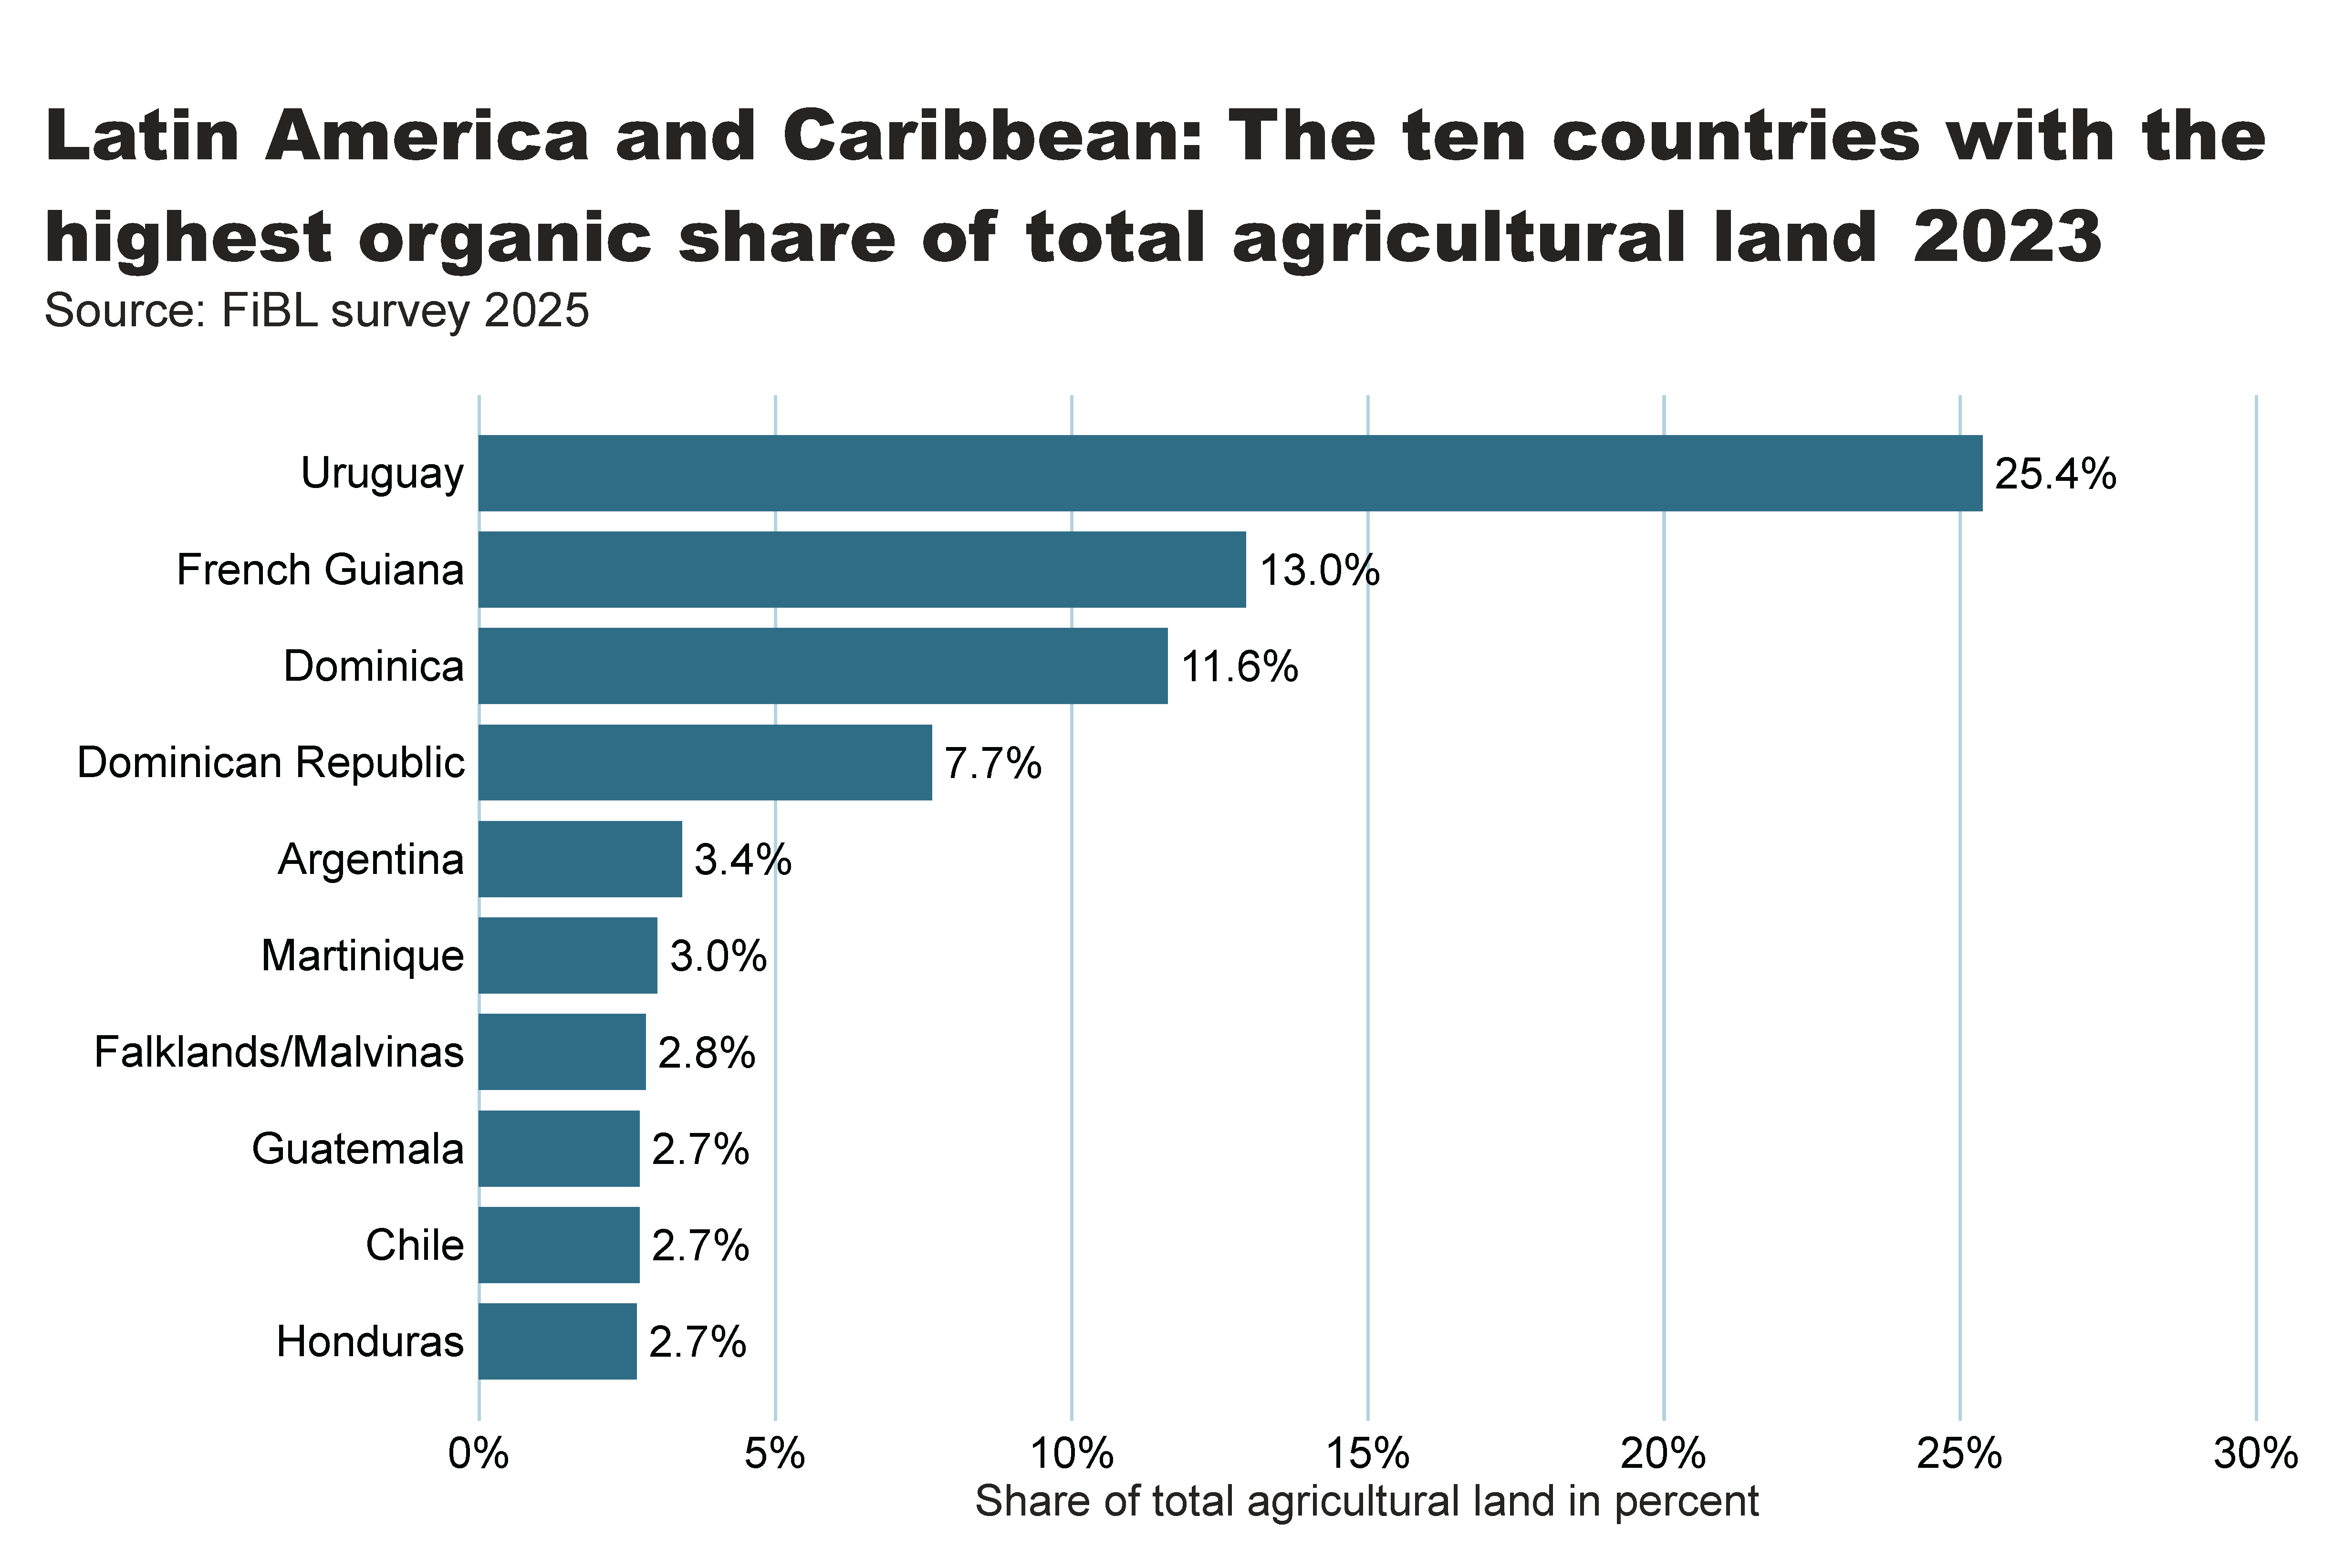 Latin America and Caribbean: The ten countries with the
highest organic share of total agricultural land 2023
Source: FiBL survey 2025
Uruguay 25.4%
French Guiana 13.0%
Dominica 11.6%
Dominican Republic 7.7%
Argentina 3.4%
Martinique 3.0%
Falklands/Malvinas 2.8%
Guatemala 2.7%
Chile 2.7%
Honduras 2.7%
0% 5% 10% 15% 20% 25% 30%
Share of total agricultural land in percent